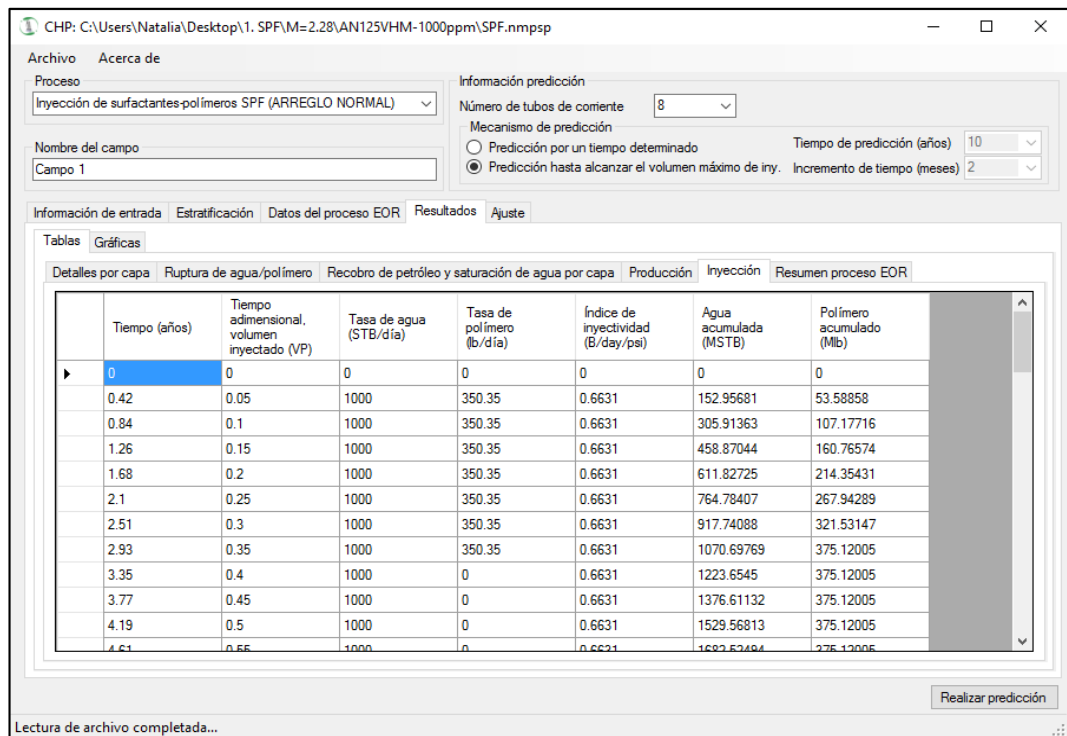 CHP: C:\Users\Natalia\Desktop\1. SPF\M=2.28\AN125VHM-1000ppm\SPF.nmpsp
Archivo Acerca de
Proceso
Inyección de surfactantes-polímeros SPF (ARREGLO NORMAL)
Nombre del campo
Campo 1
Información predicción
Número de tubos de corriente 8
Mecanismo de predicción
Predicción por un tiempo determinado
Predicción hasta alcanzar el volumen máximo de iny.
Tiempo de predicción (años) 10
Incremento de tiempo (meses) 2
Información de entrada Estratificación Datos del proceso EOR Resultados Ajuste
Tablas Gráficas
Detalles por capa Ruptura de agua/polímero Recobro de petróleo y saturación de agua por capa Producción Inyección Resumen proceso EOR
Tiempo (años)
Tiempo
adimensional,
volumen
inyectado (VP)
Tasa de agua
(STB/día)
Tasa de
polímero
(lb/día)
Índice de
inyectividad
(B/day/psi)
Agua
acumulada
(MSTB)
Polímero
acumulado
(Mlb)
0 0 0 0 0 0 0
0.42 0.05 1000 350.35 0.6631 152.95681 53.58858
0.84 0.1 1000 350.35 0.6631 305.91363 107.17716
1.26 0.15 1000 350.35 0.6631 458.87044 160.76574
1.68 0.2 1000 350.35 0.6631 611.82725 214.35431
2.1 0.25 1000 350.35 0.6631 764.78407 267.94289
2.51 0.3 1000 350.35 0.6631 917.74088 321.53147
2.93 0.35 1000 350.35 0.6631 1070.69769 375.12005
3.35 0.4 1000 0 0.6631 1223.6545 375.12005
3.77 0.45 1000 0 0.6631 1376.61132 375.12005
4.19 0.5 1000 0 0.6631 1529.56813 375.12005
4.61 0.55 1000 0 0.6631 1682.52494 375.12005
Realizar predicción
Lectura de archivo completada...